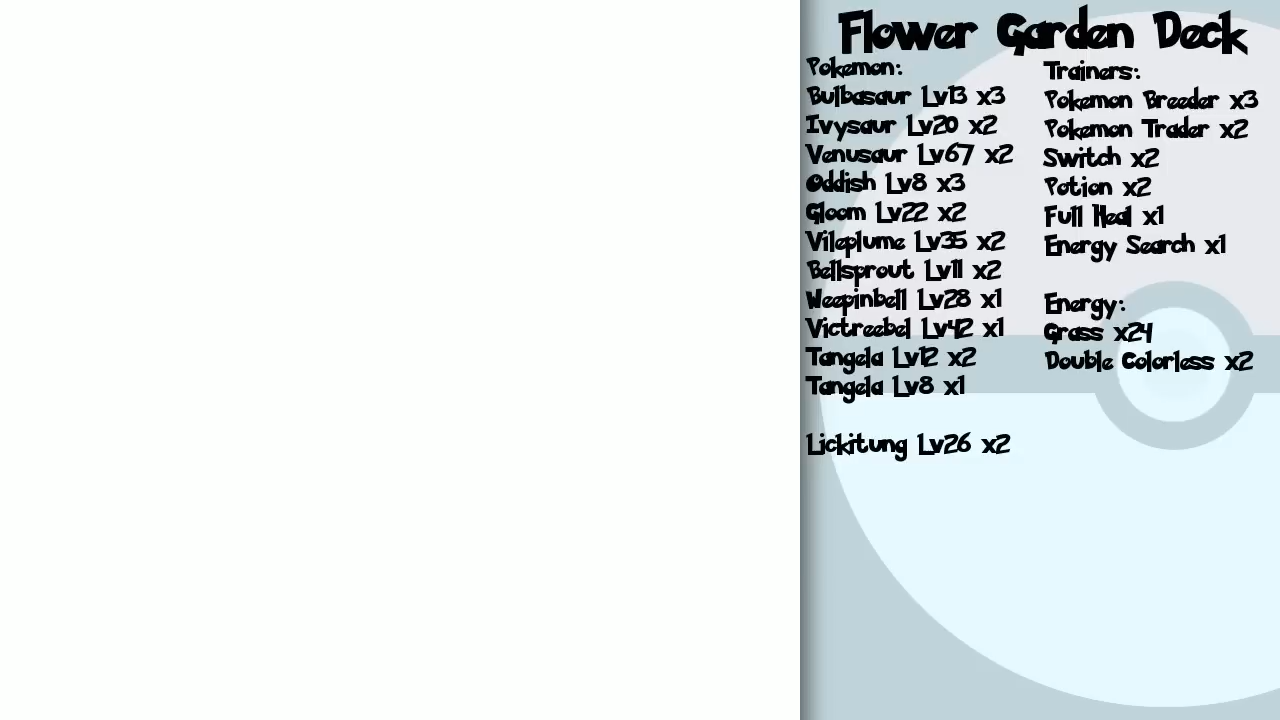 Flower Garden Deck
Pokemon:
Bulbasaur Lv13 x3
Ivysaur Lv20 x2
Venusaur Lv67 x2
Oddish Lv8 x3
Gloom Lv22 x2
Vileplume Lv35 x2
Bellsprout Lv11 x2
Weepinbell Lv28 x1
Victreebel Lv42 x1
Tangela Lv12 x2
Tangela Lv8 x1
Lickitung Lv26 x2
Trainers:
Pokemon Breeder x3
Pokemon Trader x2
Switch x2
Potion x2
Full Heal x1
Energy Search x1
Energy:
Grass x24
Double Colorless x2